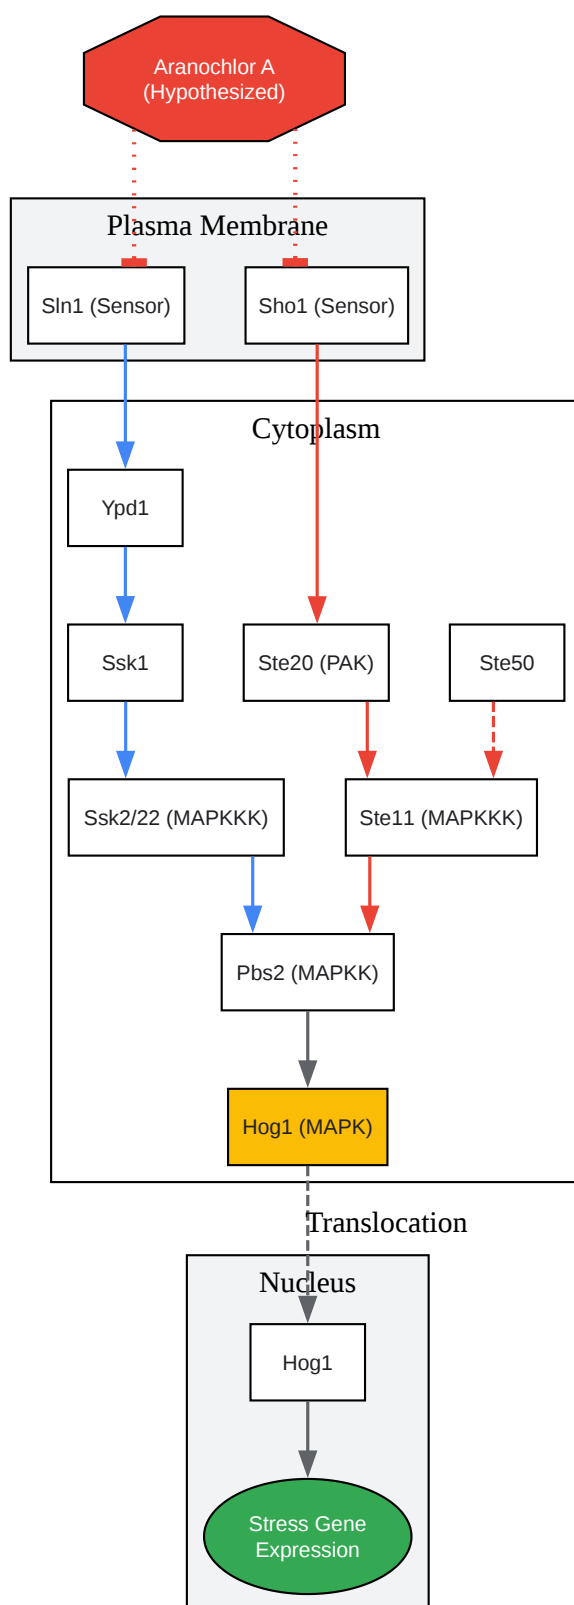 Aranochlor A
(Hypothesized)
Plasma Membrane
Sln1 (Sensor)
Sho1 (Sensor)
Cytoplasm
Ypd1
Ssk1
Ste20 (PAK)
Ste50
Ssk2/22 (MAPKKK)
Ste11 (MAPKKK)
Pbs2 (MAPKK)
Hog1 (MAPK)
Translocation
Nucleus
Hog1
Stress Gene
Expression